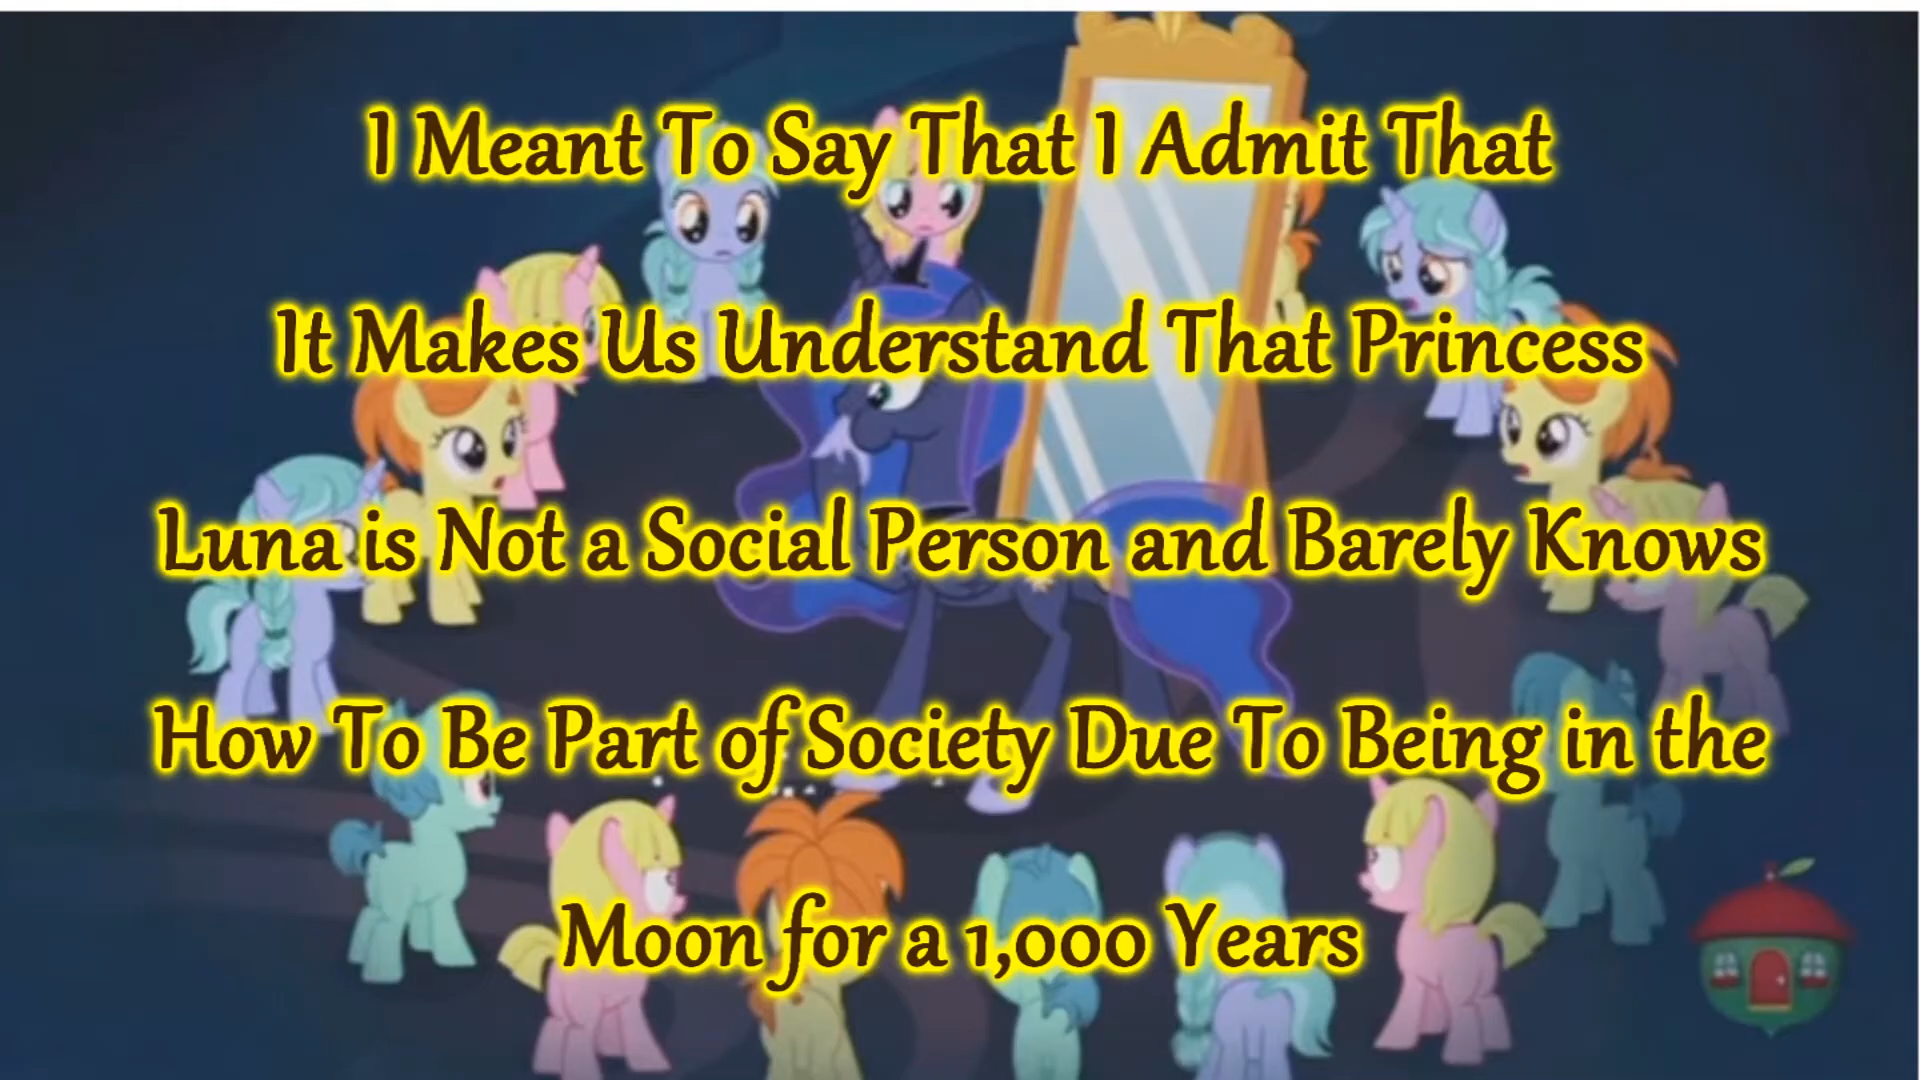 I Meant To Say That I Admit That
It Makes Us Understand That Princess
Luna is Not a Social Person and Barely Knows
How To Be Part of Society Due To Being in the
Moon for a 1,000 Years